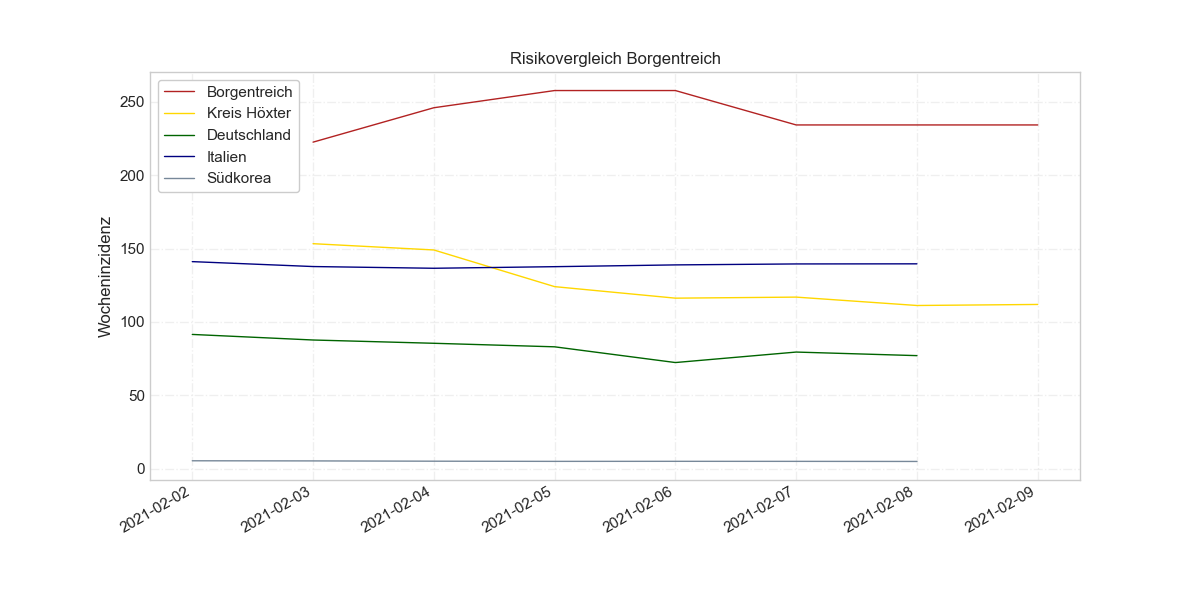 Risikovergleich Borgentreich
Borgentreich
Kreis Höxter
Deutschland
Italien
Südkorea
Wocheninzidenz
250
200
150
100
50
0
2021-02-02
2021-02-03
2021-02-04
2021-02-05
2021-02-06
2021-02-07
2021-02-08
2021-02-09